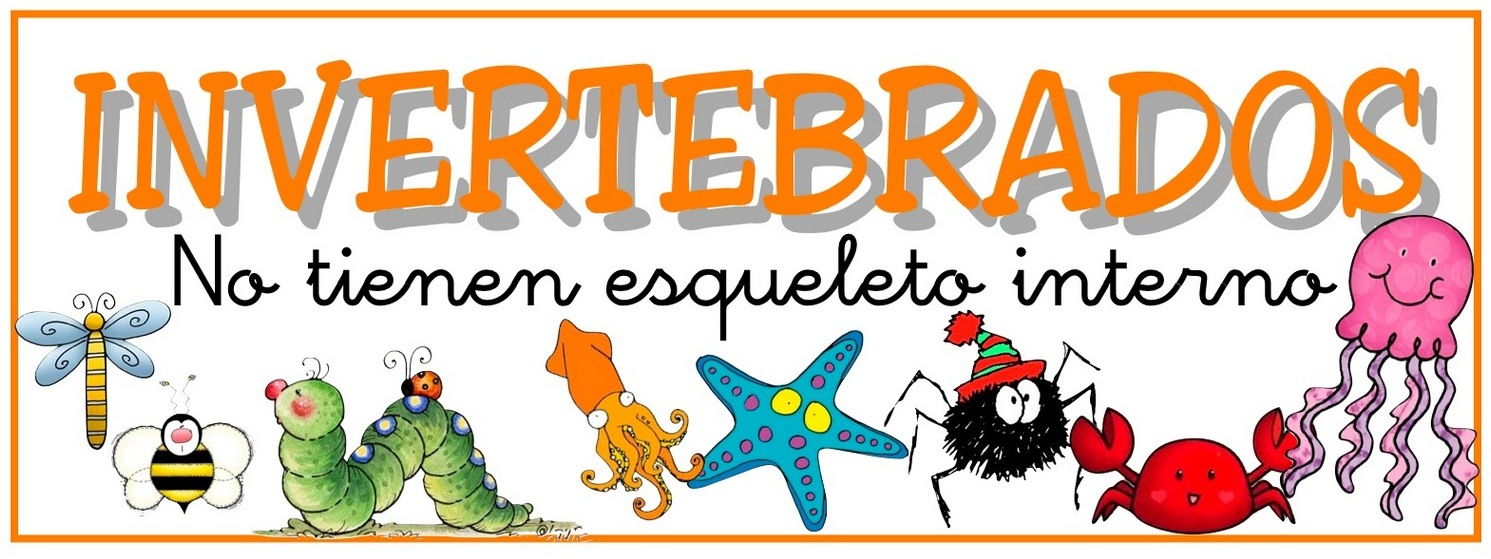 INVERTEBRADOS
No tienen esqueleto interno